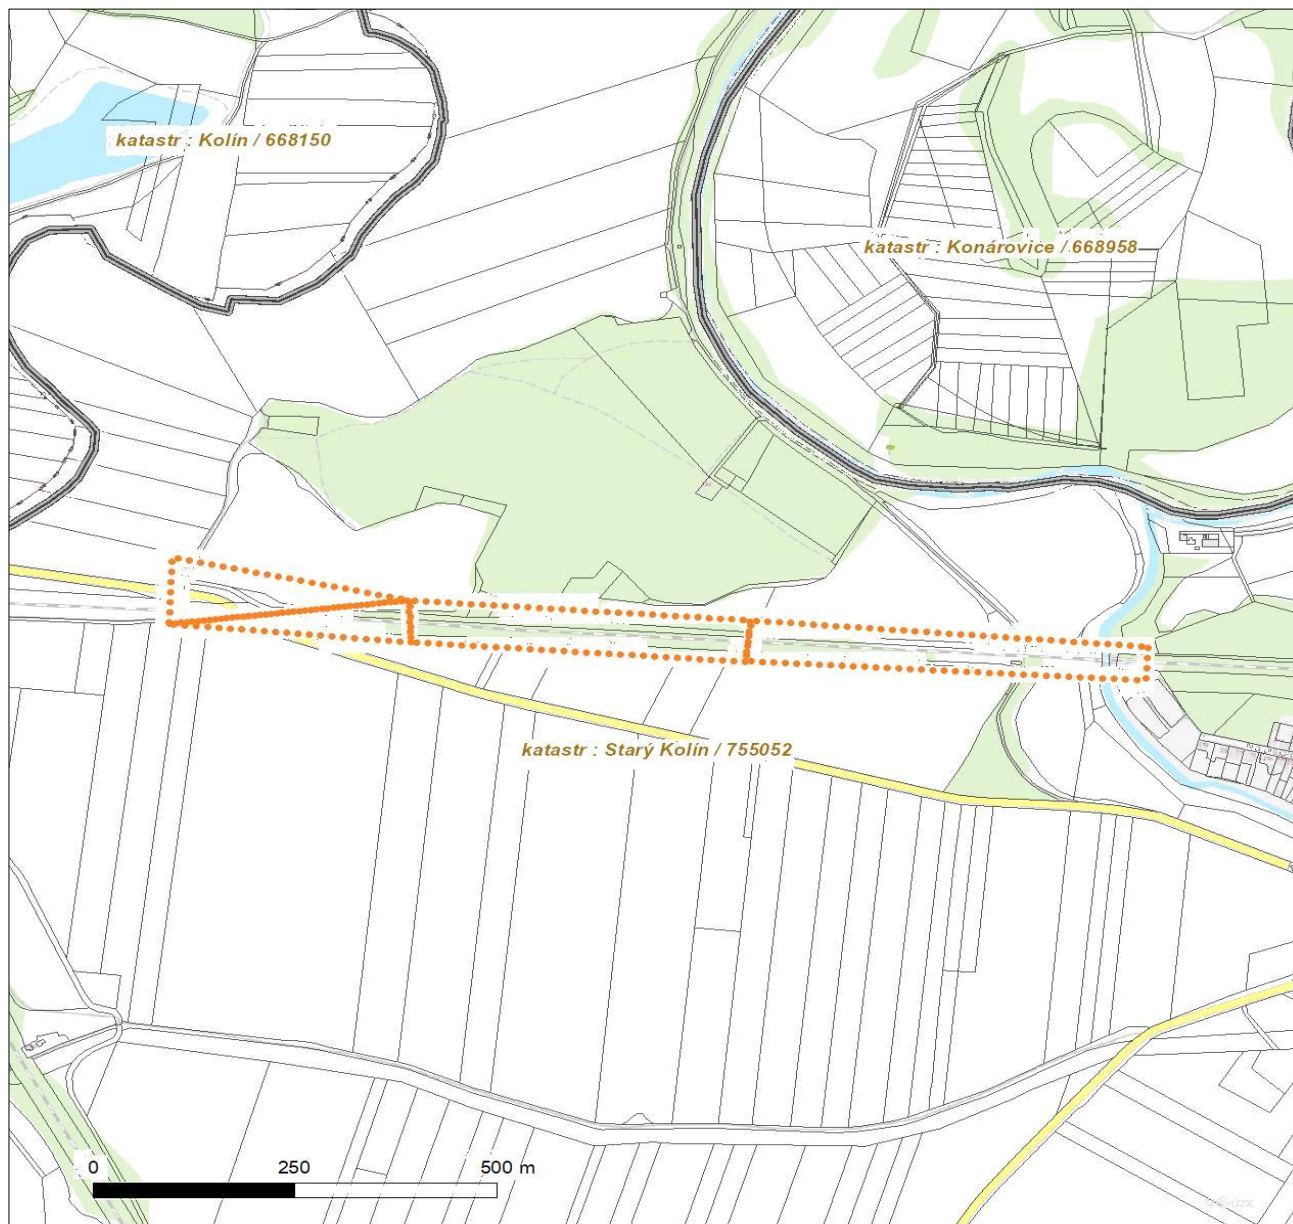 katastr : Kolín / 668150
katastr : Konárovice / 668958
katastr : Starý Kolín / 755052
0 250 500 m